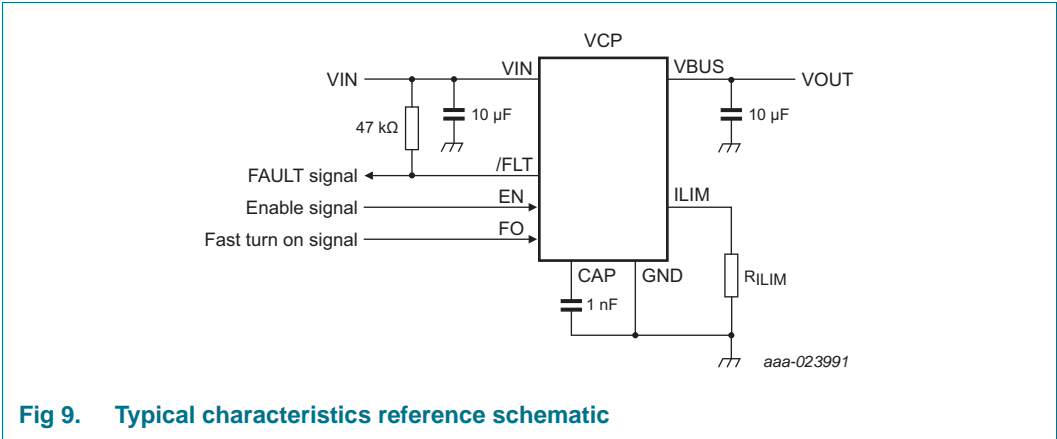 VCP
VIN
VIN
VBUS
VOUT
47 kΩ
10 µF
10 µF
FAULT signal
/FLT
Enable signal
EN
ILIM
Fast turn on signal
FO
CAP
GND
RILIM
1 nF
aaa-023991
Fig 9. Typical characteristics reference schematic